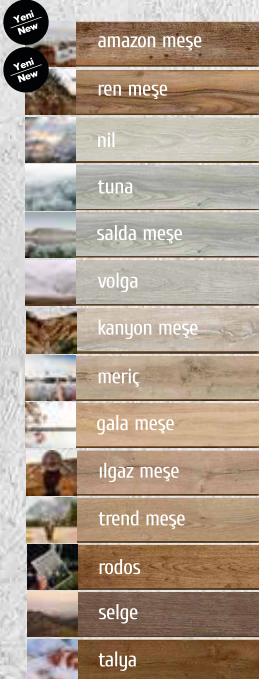 Yeni
New
amazon meşe
Yeni
New
ren meşe
nil
tuna
salda meşe
volga
kanyon meşe
meriç
gala meşe
ılgaz meşe
trend meşe
rodos
selge
talya